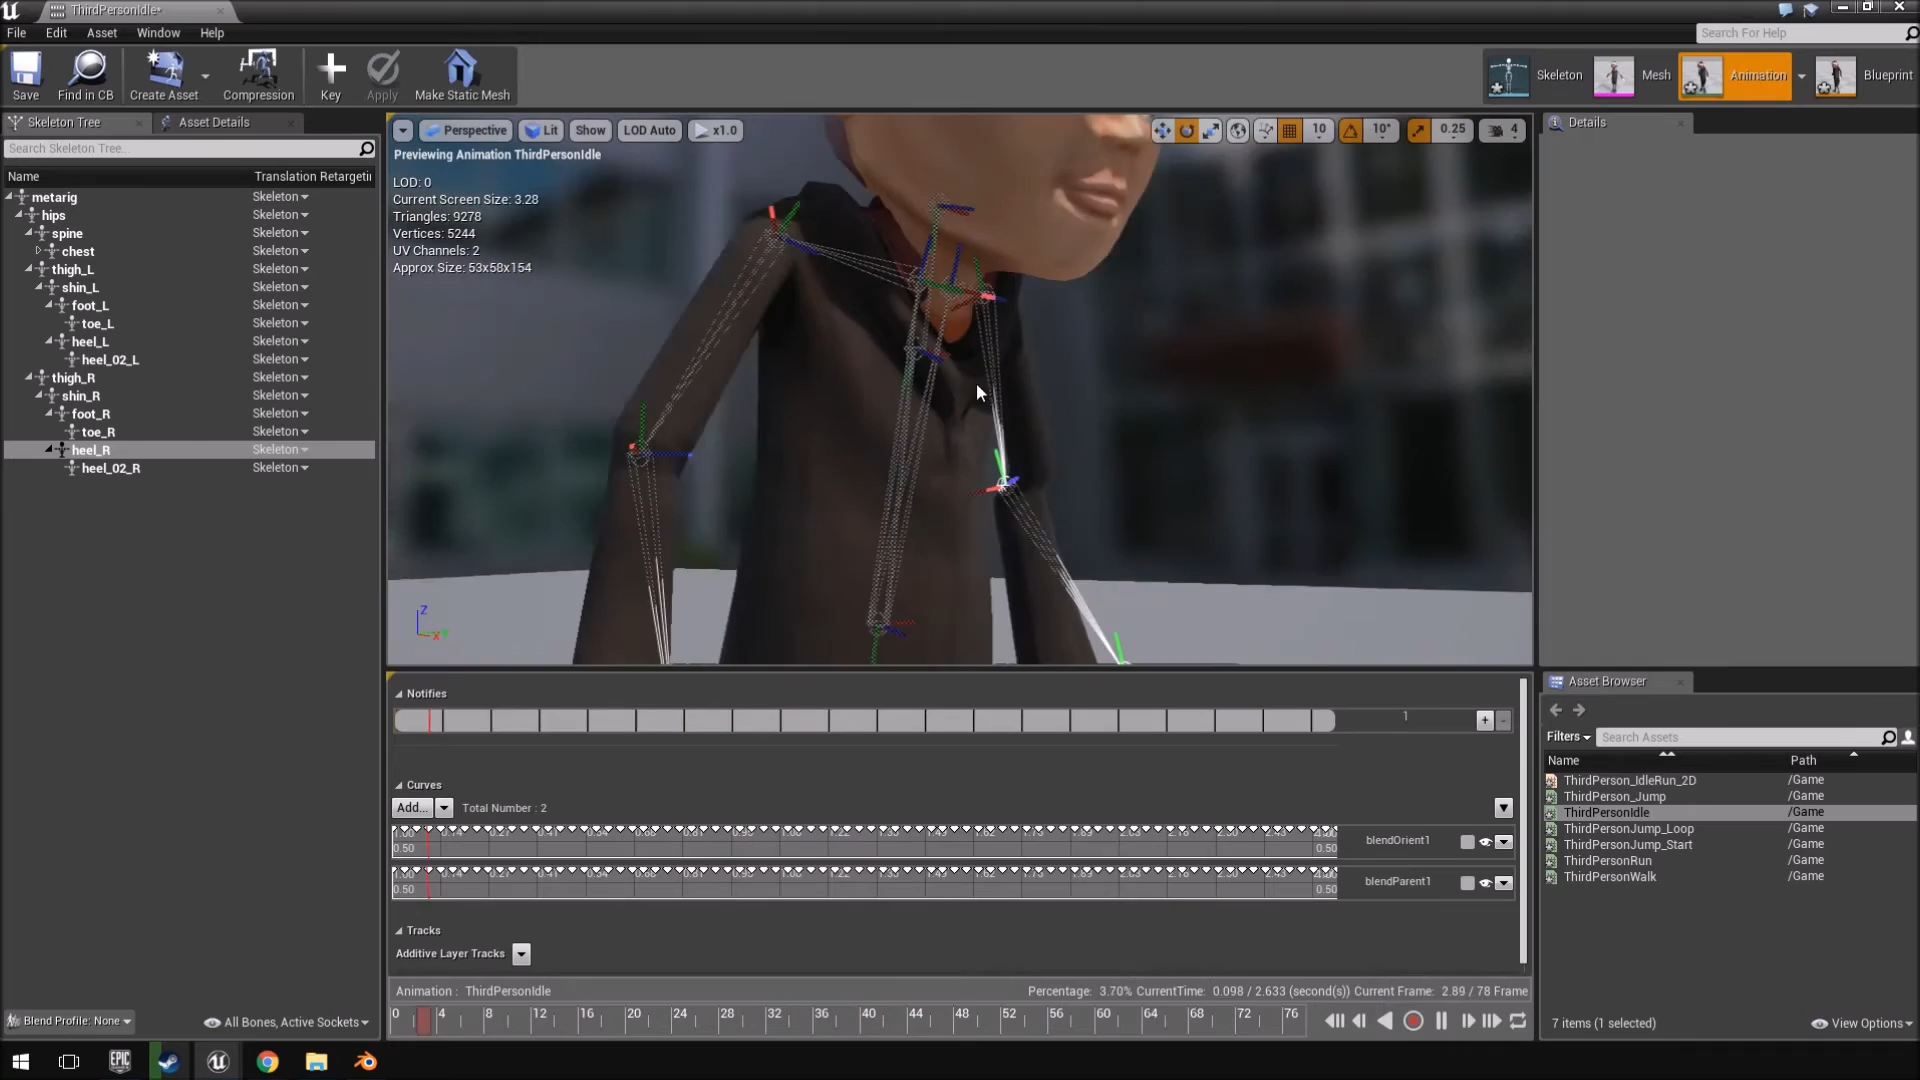 ThirdPersonIdle*
File Edit Asset Window Help
Search For Help
Save Find in CB Create Asset Compression Key Apply Make Static Mesh
Skeleton Mesh Animation Blueprint
Skeleton Tree Asset Details
Search Skeleton Tree...
Name Translation Retargeti
metarig Skeleton
hips Skeleton
spine Skeleton
chest Skeleton
thigh_L Skeleton
shin_L Skeleton
foot_L Skeleton
toe_L Skeleton
heel_L Skeleton
heel_02_L Skeleton
thigh_R Skeleton
shin_R Skeleton
foot_R Skeleton
toe_R Skeleton
heel_R Skeleton
heel_02_R Skeleton
Blend Profile: None All Bones, Active Sockets
Perspective Lit Show LOD Auto x1.0 10 10° 0.25 4
Previewing Animation ThirdPersonIdle
LOD: 0
Current Screen Size: 3.28
Triangles: 9278
Vertices: 5244
UV Channels: 2
Approx Size: 53x58x154
Z
X
Notifies
1 + -
Curves
Add... Total Number : 2
blendOrient1
0.50 0.50
blendParent1
0.50 0.50
Tracks
Additive Layer Tracks
Animation : ThirdPersonIdle Percentage: 3.70% CurrentTime: 0.098 / 2.633 (second(s)) Current Frame: 2.89 / 78 Frame
0 4 8 12 16 20 24 28 32 36 40 44 48 52 56 60 64 68 72 76
Details
Asset Browser
Filters Search Assets
Name Path
ThirdPerson_IdleRun_2D /Game
ThirdPerson_Jump /Game
ThirdPersonIdle /Game
ThirdPersonJump_Loop /Game
ThirdPersonJump_Start /Game
ThirdPersonRun /Game
ThirdPersonWalk /Game
7 items (1 selected) View Options
EPIC